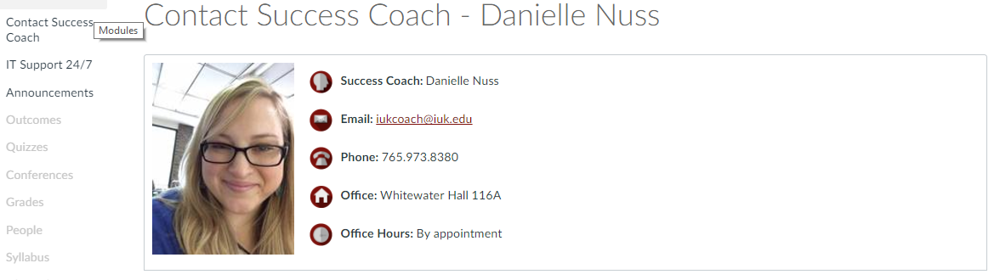 Contact Success Coach - Danielle Nuss
Contact Success
Coach
Modules
IT Support 24/7
Announcements
Outcomes
Quizzes
Conferences
Grades
People
Syllabus
Success Coach: Danielle Nuss
Email: iukcoach@iuk.edu
Phone: 765.973.8380
Office: Whitewater Hall 116A
Office Hours: By appointment